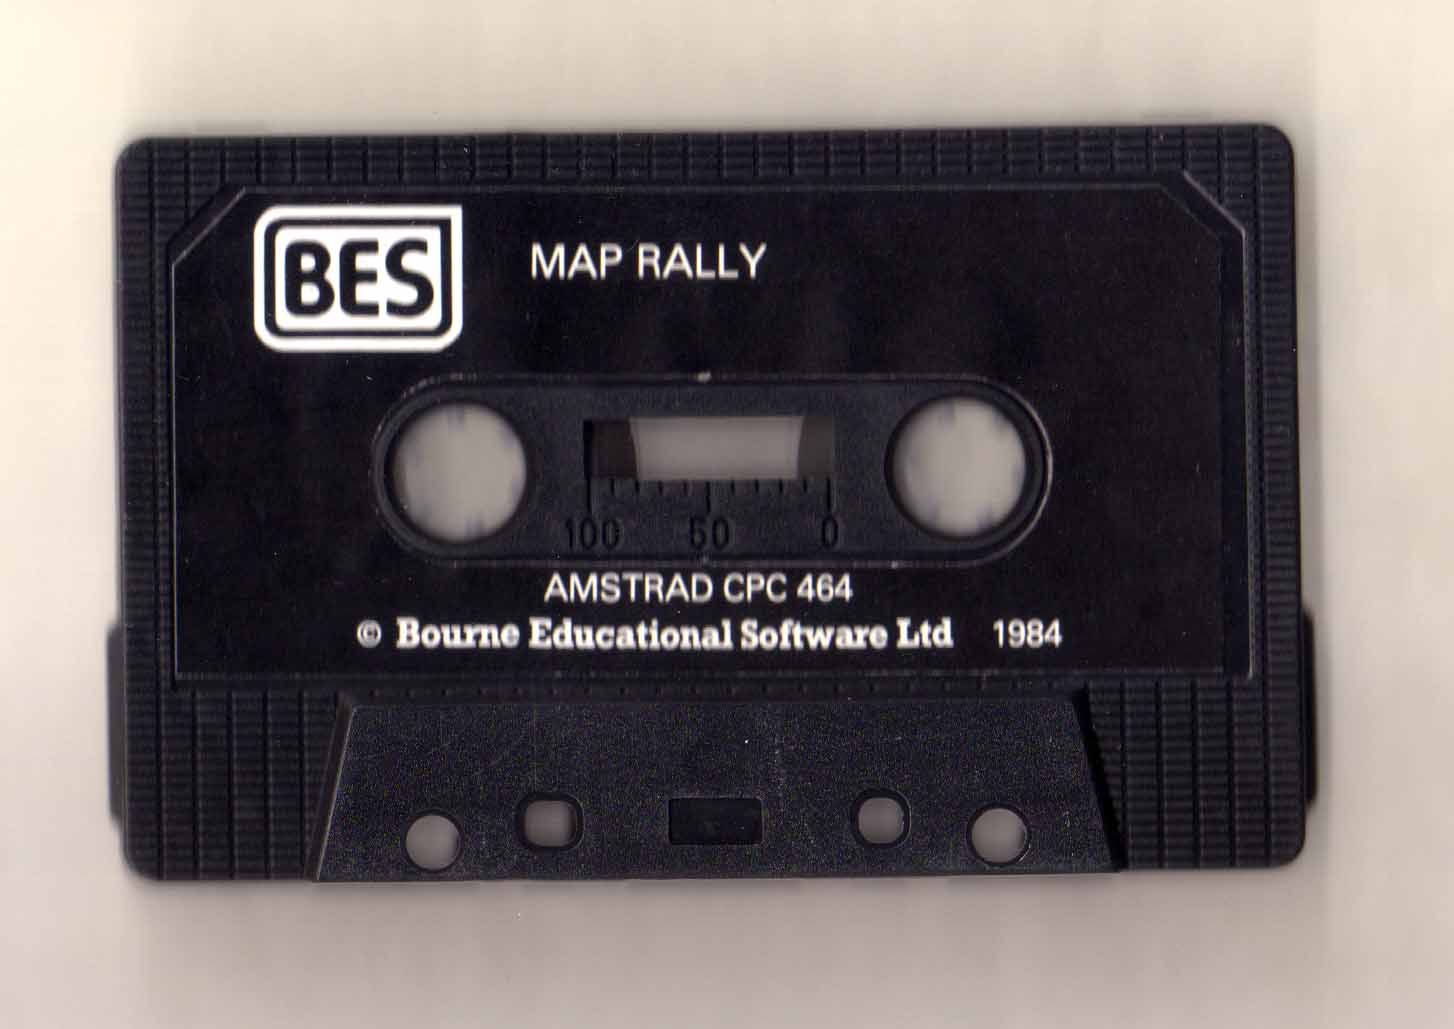 BES
MAP RALLY
100 50 0
AMSTRAD CPC 464
© Bourne Educational Software Ltd 1984